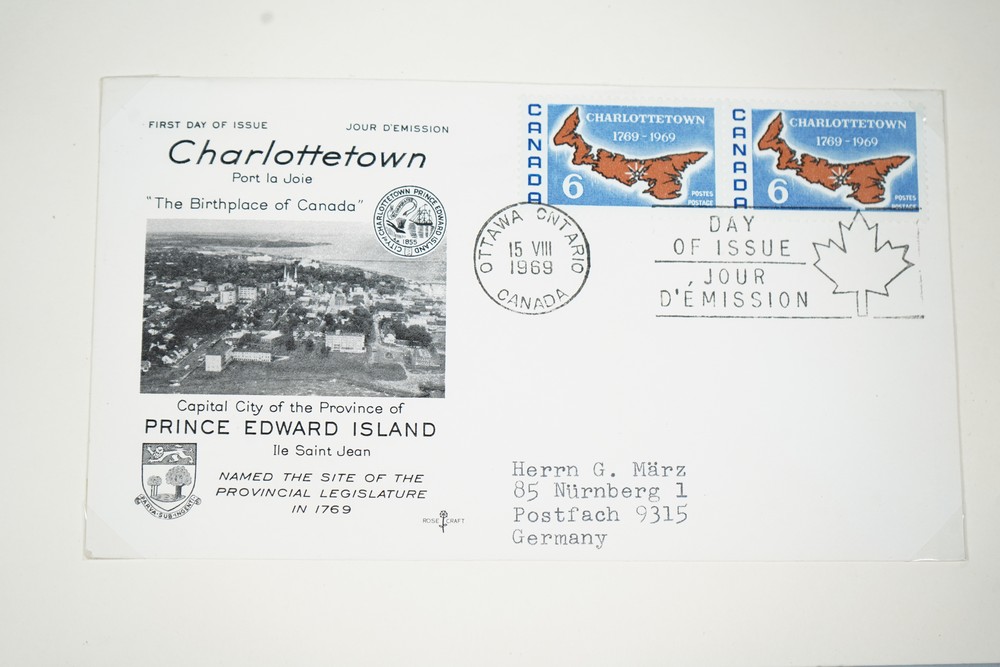 FIRST DAY OF ISSUE JOUR D'EMISSION
Charlottetown
Port la Joie
"The Birthplace of Canada"
CITY OF CHARLOTTETOWN PRINCE EDWARD ISLAND
1855
Capital City of the Province of
PRINCE EDWARD ISLAND
Ile Saint Jean
NAMED THE SITE OF THE
PROVINCIAL LEGISLATURE
IN 1769
PARVA·SUB·INGENTI
ROSE CRAFT
CANADA
CHARLOTTETOWN
1769-1969
6
POSTES
POSTAGE
CANADA
CHARLOTTETOWN
1769-1969
6
POSTES
POSTAGE
OTTAWA ONTARIO
15 VIII
1969
CANADA
DAY
OF ISSUE
JOUR
D'ÉMISSION
Herrn G. März
85 Nürnberg 1
Postfach 9315
Germany